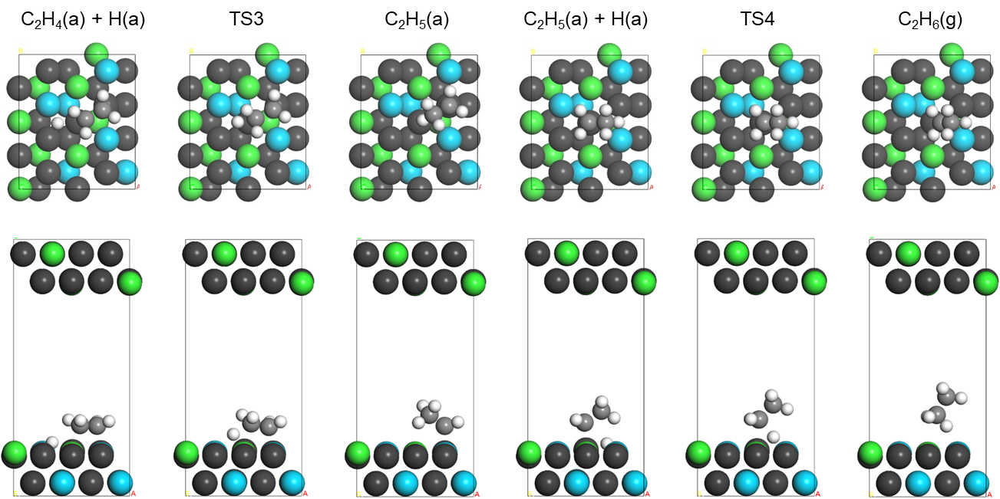 C₂H₄(a) + H(a) TS3 C₂H₅(a) C₂H₅(a) + H(a) TS4 C₂H₆(g)